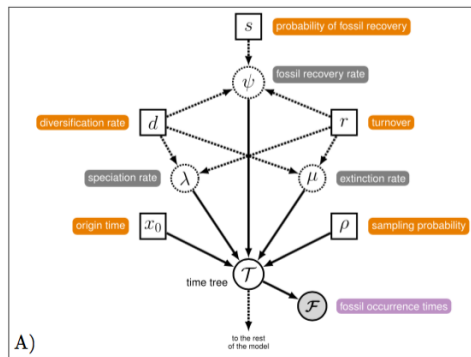 s probability of fossil recovery
ψ fossil recovery rate
diversification rate d r turnover
speciation rate λ μ extinction rate
origin time x₀ ρ sampling probability
time tree 𝒯
ℱ fossil occurrence times
to the rest
of the model
A)